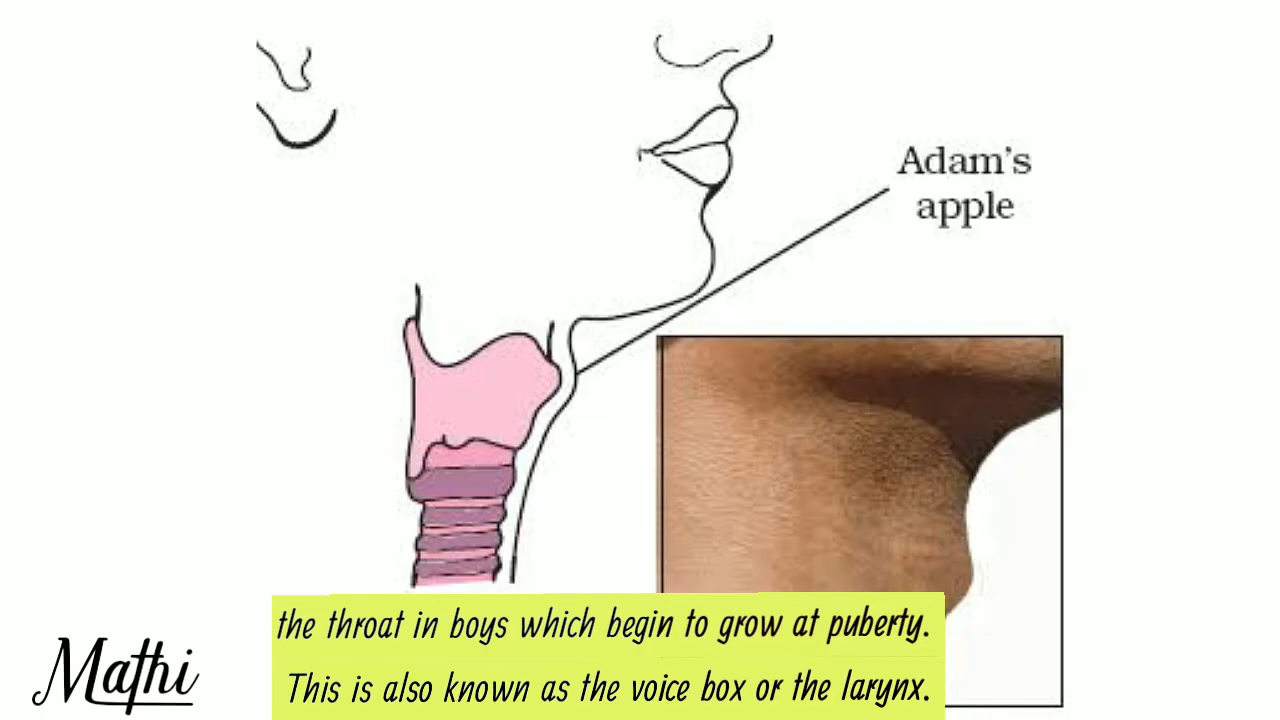 Adam's
apple
the throat in boys which begin to grow at puberty.
This is also known as the voice box or the larynx.
Mathi